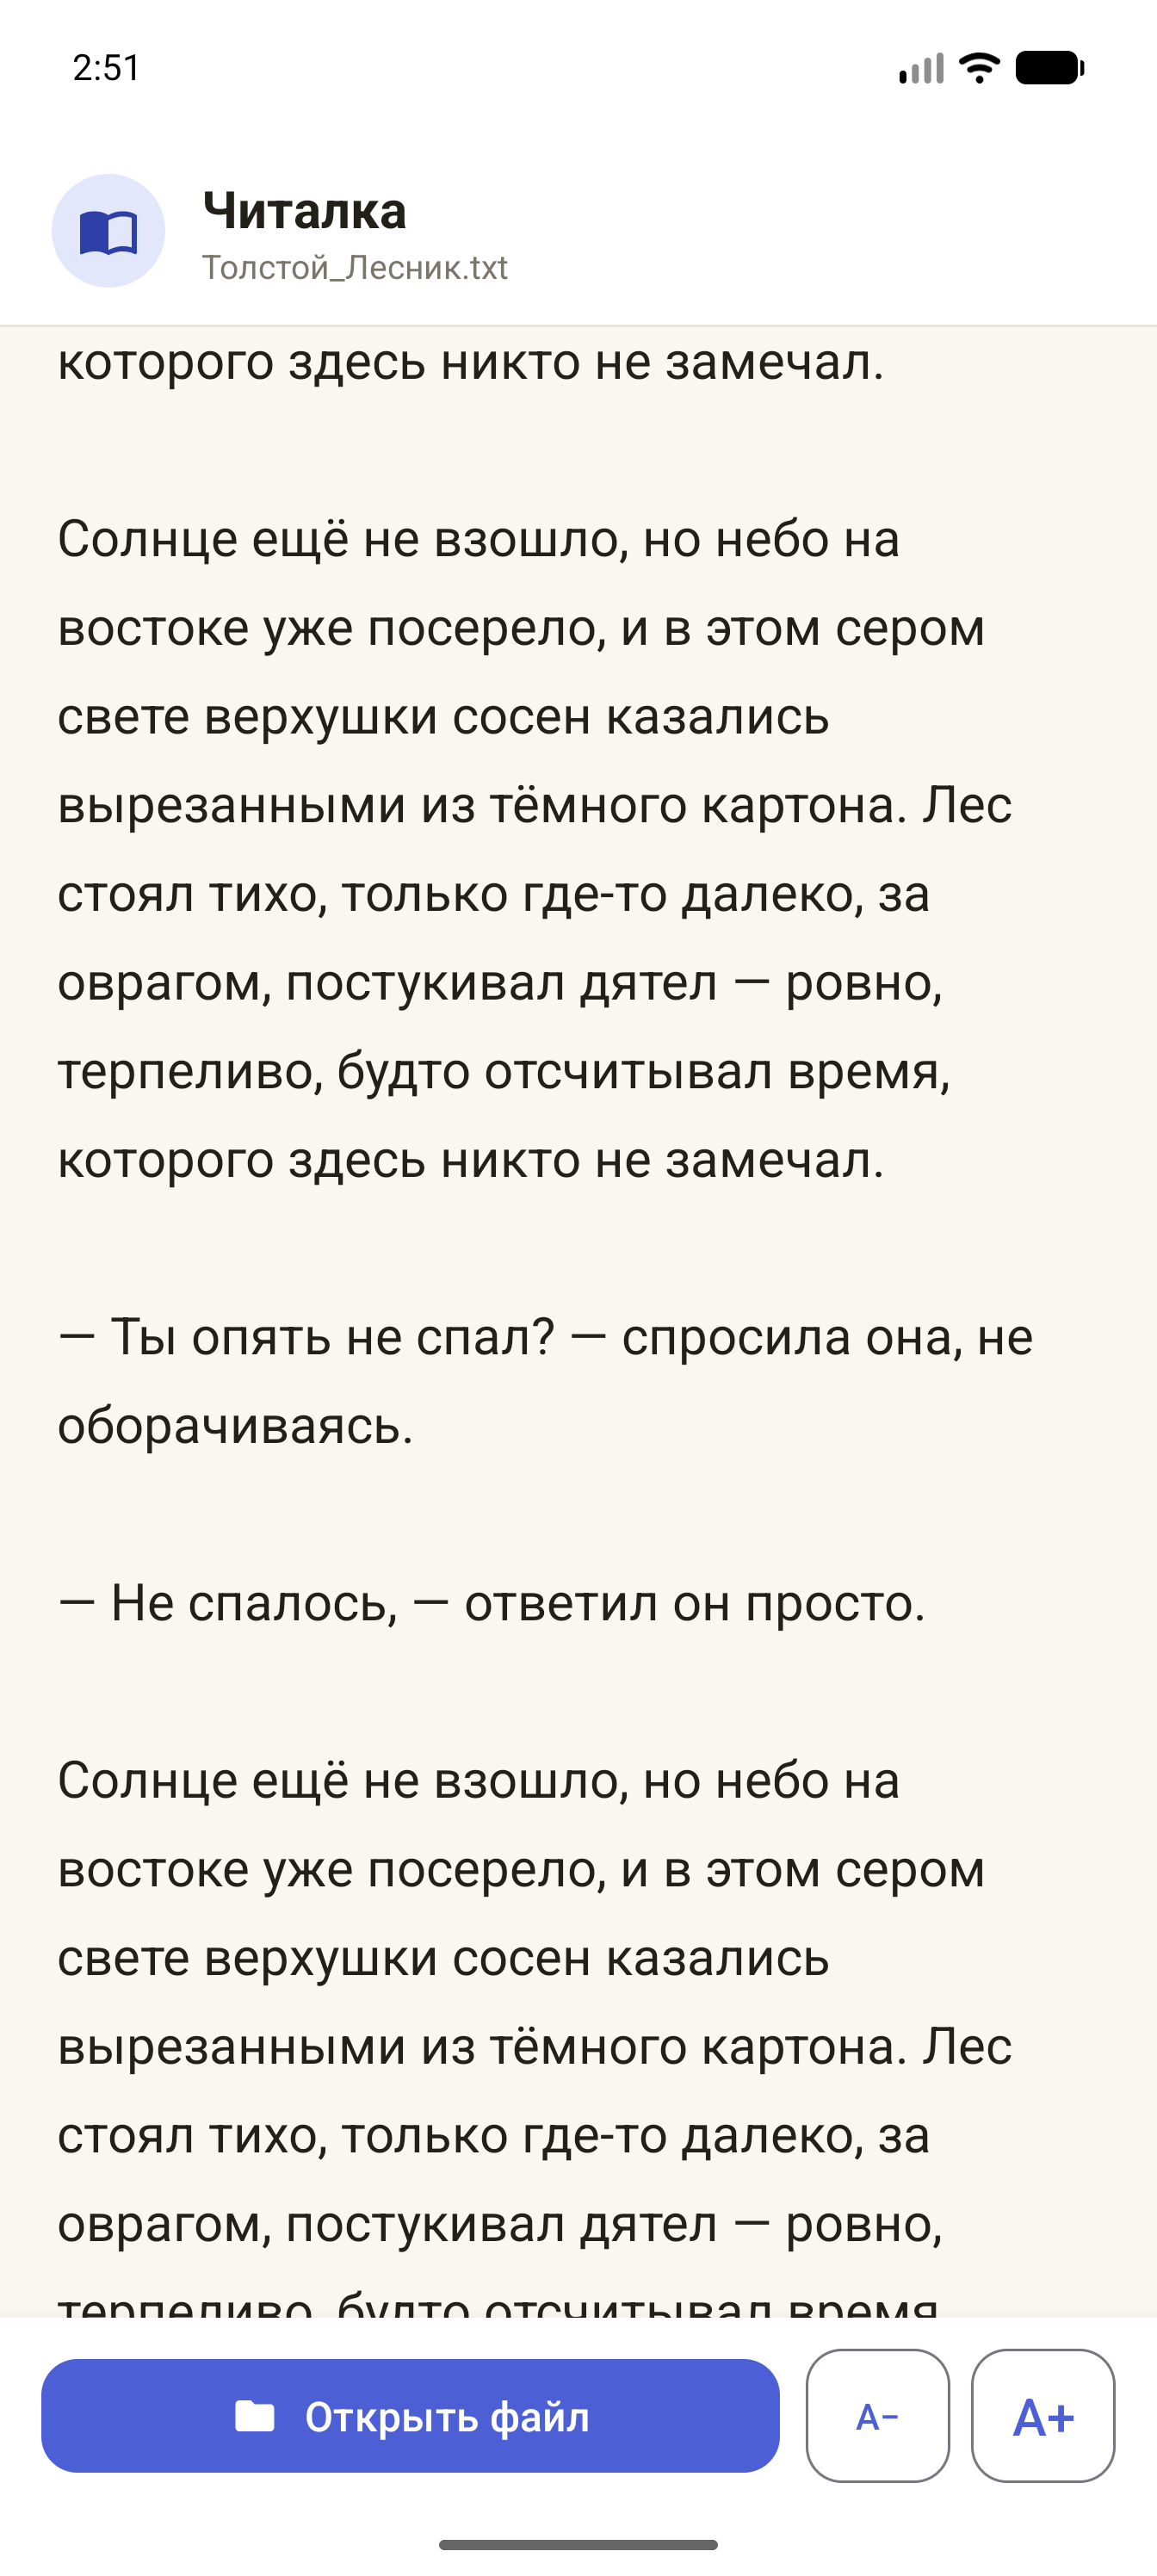 2:51
Читалка
Толстой_Лесник.txt
которого здесь никто не замечал.
Солнце ещё не взошло, но небо на
востоке уже посерело, и в этом сером
свете верхушки сосен казались
вырезанными из тёмного картона. Лес
стоял тихо, только где-то далеко, за
оврагом, постукивал дятел — ровно,
терпеливо, будто отсчитывал время,
которого здесь никто не замечал.
— Ты опять не спал? — спросила она, не
оборачиваясь.
— Не спалось, — ответил он просто.
Солнце ещё не взошло, но небо на
востоке уже посерело, и в этом сером
свете верхушки сосен казались
вырезанными из тёмного картона. Лес
стоял тихо, только где-то далеко, за
оврагом, постукивал дятел — ровно,
терпеливо, будто отсчитывал время,
Открыть файл
A−
A+